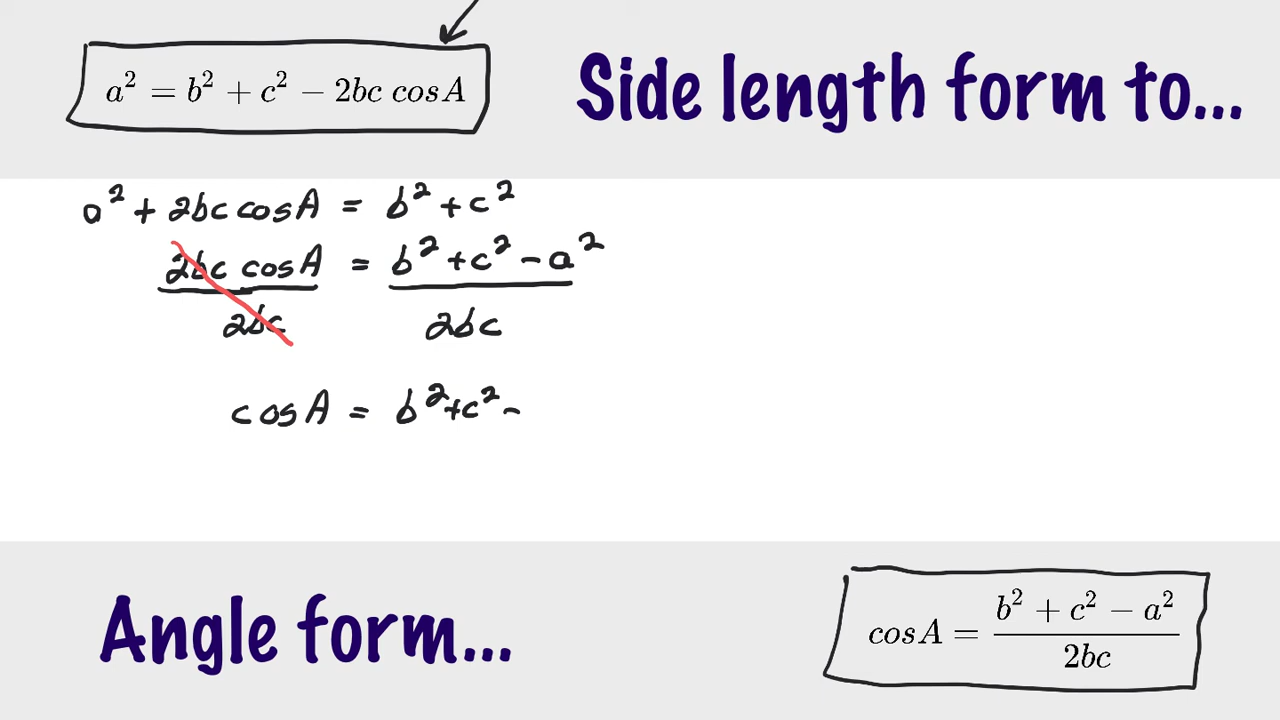 a² = b² + c² − 2bc cosA
Side length form to...
a² + 2bc cosA = b² + c²
2bc cosA = b² + c² − a²
2bc 2bc
cosA = b² + c² −
Angle form...
cosA = b² + c² − a² / 2bc